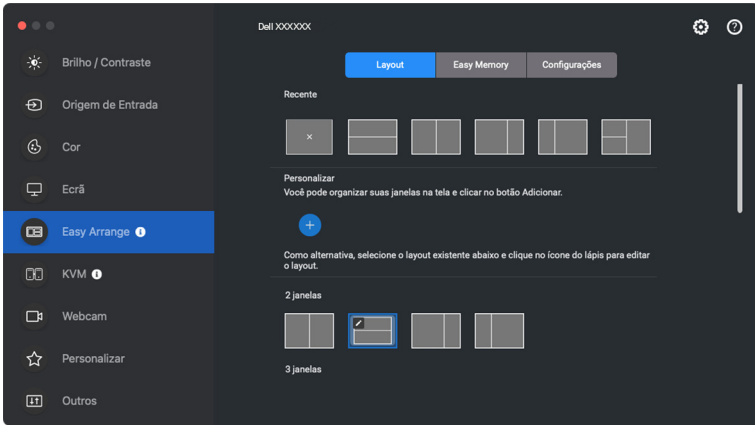 Dell XXXXXX
Brilho / Contraste
Origem de Entrada
Cor
Ecrã
Easy Arrange
KVM
Webcam
Personalizar
Outros
Layout
Easy Memory
Configurações
Recente
Personalizar
Você pode organizar suas janelas na tela e clicar no botão Adicionar.
Como alternativa, selecione o layout existente abaixo e clique no ícone do lápis para editar
o layout.
2 janelas
3 janelas